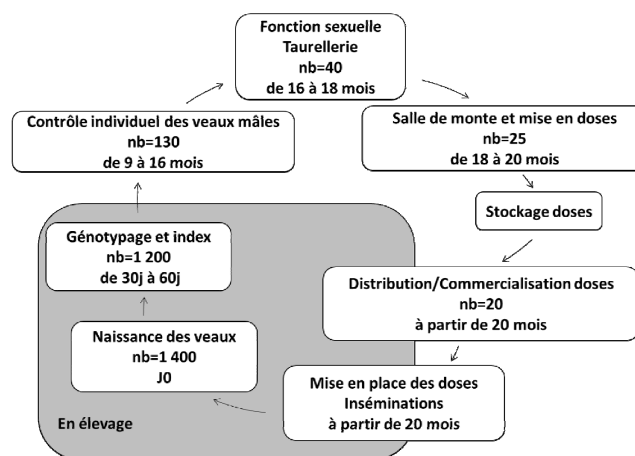 Fonction sexuelle
Taurellerie
nb=40
de 16 à 18 mois
Contrôle individuel des veaux mâles
nb=130
de 9 à 16 mois
Salle de monte et mise en doses
nb=25
de 18 à 20 mois
Stockage doses
Génotypage et index
nb=1 200
de 30j à 60j
Distribution/Commercialisation doses
nb=20
à partir de 20 mois
Naissance des veaux
nb=1 400
J0
Mise en place des doses
Inséminations
à partir de 20 mois
En élevage